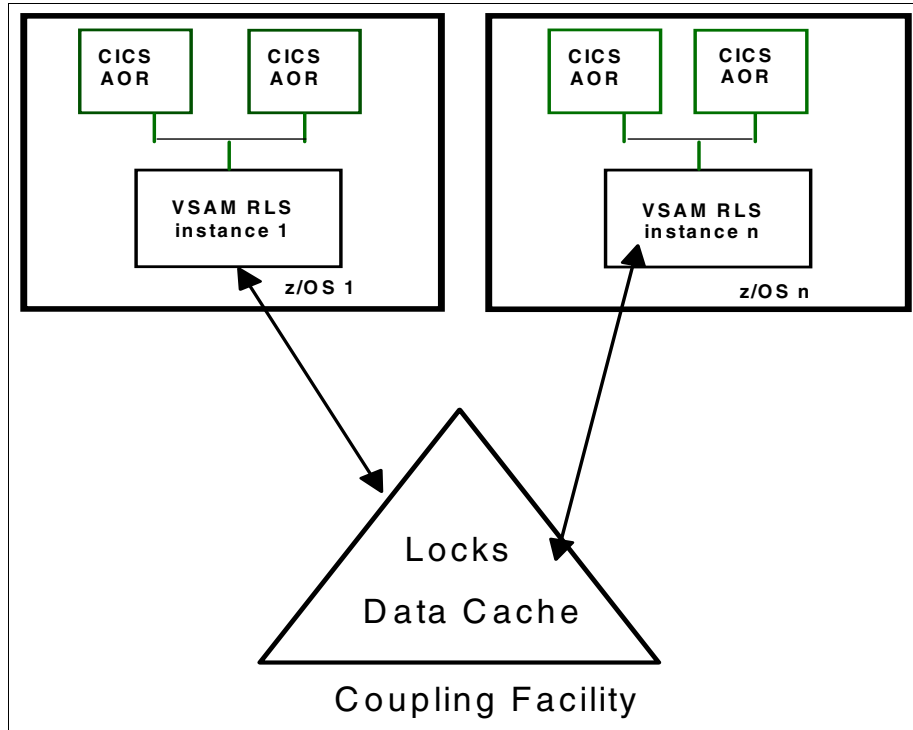 CICS
AOR
CICS
AOR
VSAM RLS
instance 1
z/OS 1
CICS
AOR
CICS
AOR
VSAM RLS
instance n
z/OS n
Locks
Data Cache
Coupling Facility